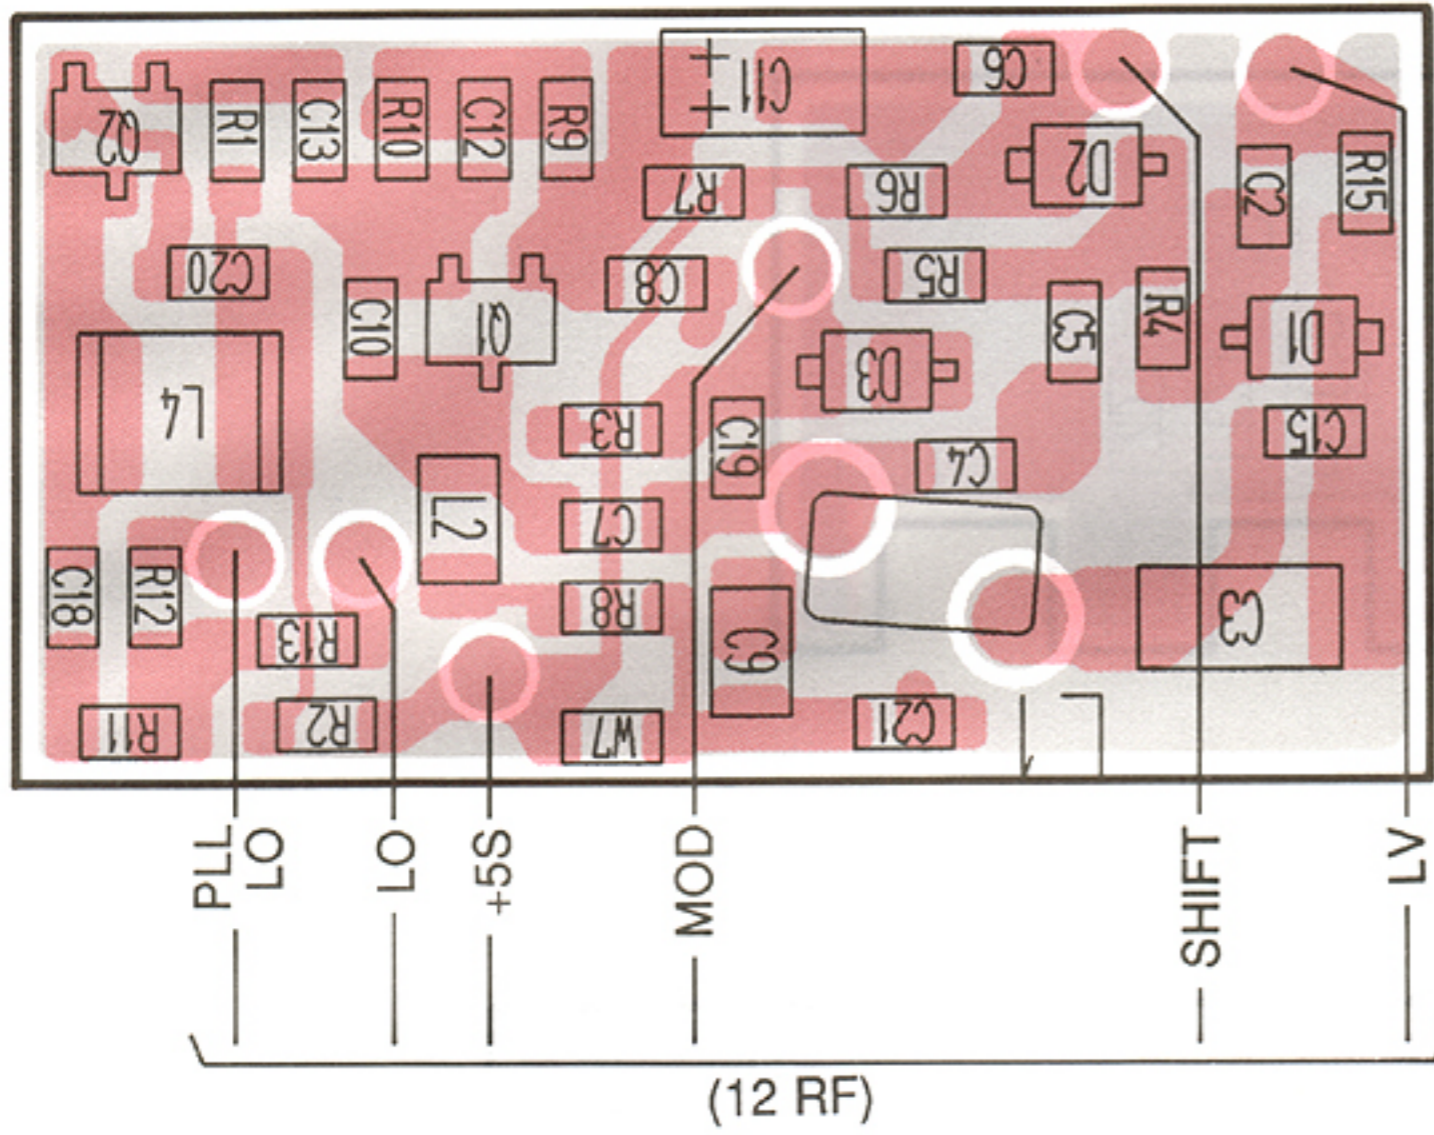 Q2
R1
C13
R10
C12
R9
+ C11
+
C6
D2
C2
R15
R7
R6
C20
C10
Q1
C8
R5
C5
R4
D1
D3
L4
R3
C19
C4
C15
L2
C7
C18
R12
R13
R8
C9
C3
R11
R2
W7
C21
PLL
LO
LO
+5S
MOD
SHIFT
LV
(12 RF)